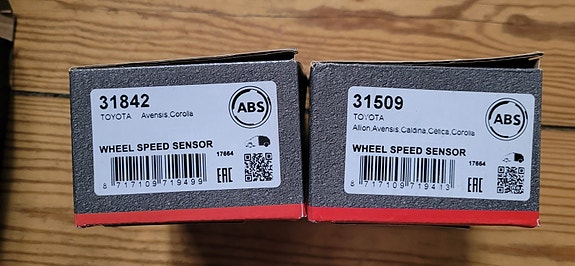 31842
TOYOTA Avensis,Corolla
ABS
WHEEL SPEED SENSOR
17664
8 717109 719499
EAC
31509
TOYOTA
Allion,Avensis,Caldina,Celica,Corolla
ABS
WHEEL SPEED SENSOR
17664
8 717109 719413
EAC